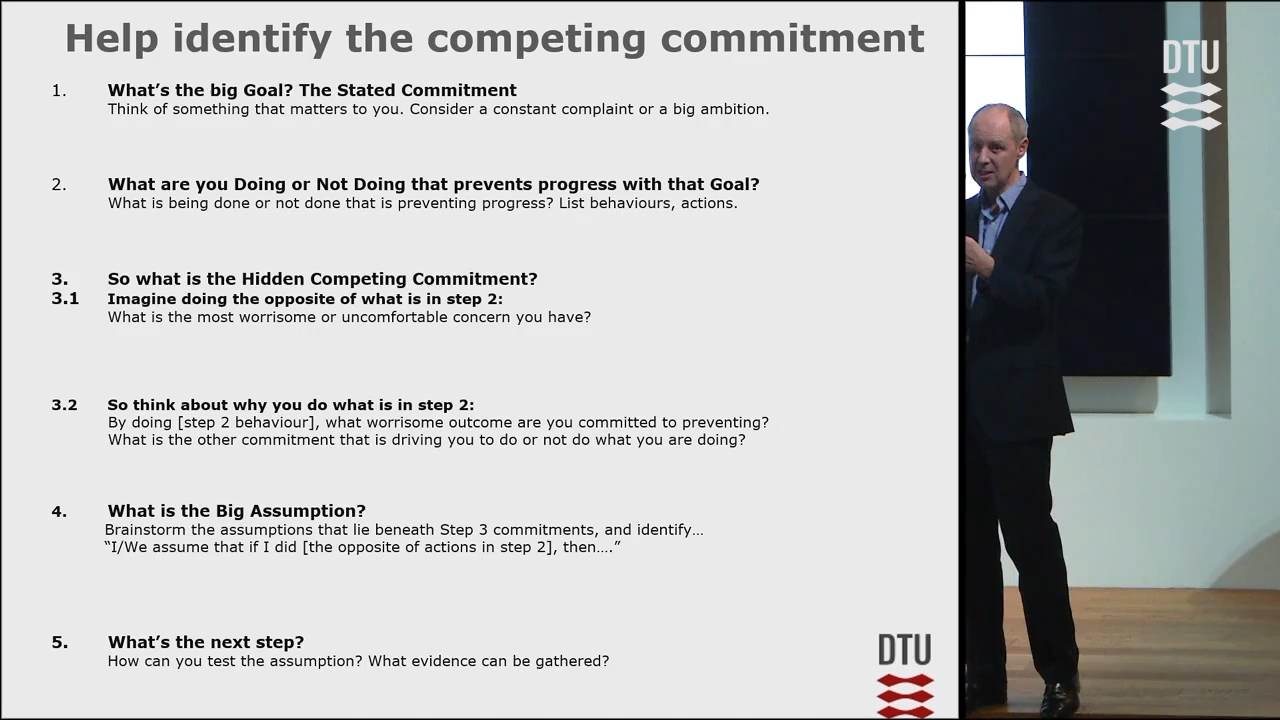 Help identify the competing commitment
1. What's the big Goal? The Stated Commitment
Think of something that matters to you. Consider a constant complaint or a big ambition.
2. What are you Doing or Not Doing that prevents progress with that Goal?
What is being done or not done that is preventing progress? List behaviours, actions.
3. So what is the Hidden Competing Commitment?
3.1 Imagine doing the opposite of what is in step 2:
What is the most worrisome or uncomfortable concern you have?
3.2 So think about why you do what is in step 2:
By doing [step 2 behaviour], what worrisome outcome are you committed to preventing?
What is the other commitment that is driving you to do or not do what you are doing?
4. What is the Big Assumption?
Brainstorm the assumptions that lie beneath Step 3 commitments, and identify…
“I/We assume that if I did [the opposite of actions in step 2], then….”
5. What’s the next step?
How can you test the assumption? What evidence can be gathered?
DTU
DTU